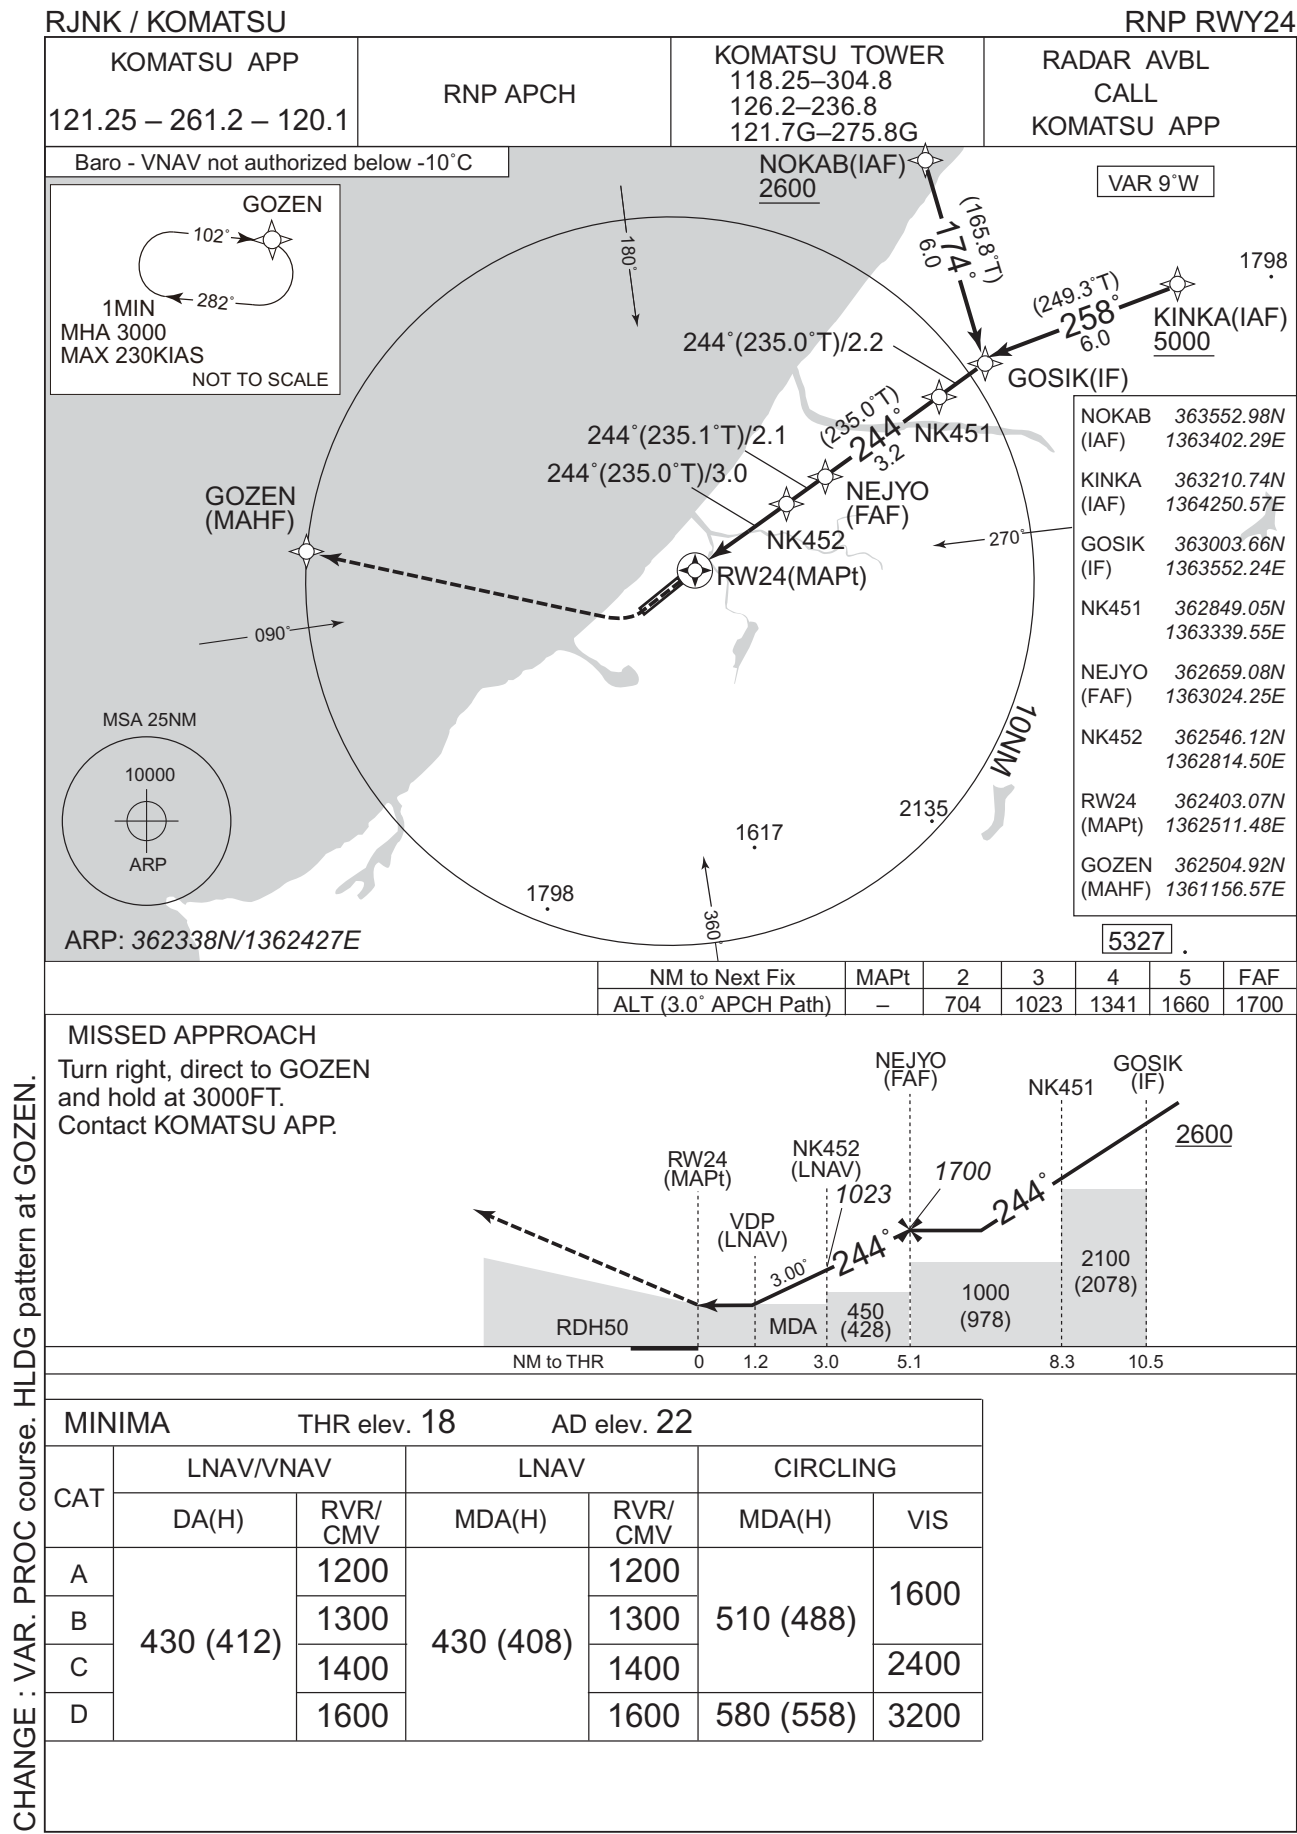 RJNK / KOMATSU
RNP RWY24
KOMATSU APP
121.25 – 261.2 – 120.1
RNP APCH
KOMATSU TOWER
118.25–304.8
126.2–236.8
121.7G–275.8G
RADAR AVBL
CALL
KOMATSU APP
Baro - VNAV not authorized below -10˚C
GOZEN
102˚
282˚
1MIN
MHA 3000
MAX 230KIAS
NOT TO SCALE
NOKAB(IAF)
2600
VAR 9˚W
180˚
(165.8˚T)
174˚
6.0
1798
(249.3˚T)
258˚
6.0
KINKA(IAF)
5000
244˚(235.0˚T)/2.2
GOSIK(IF)
NK451
(235.0˚T)
244˚
3.2
244˚(235.1˚T)/2.1
244˚(235.0˚T)/3.0
NEJYO
(FAF)
NK452
RW24(MAPt)
GOZEN
(MAHF)
270˚
090˚
10NM
MSA 25NM
10000
ARP
2135
1617
1798
360˚
ARP: 362338N/1362427E
NOKAB 363552.98N
(IAF) 1363402.29E
KINKA 363210.74N
(IAF) 1364250.57E
GOSIK 363003.66N
(IF) 1363552.24E
NK451 362849.05N
1363339.55E
NEJYO 362659.08N
(FAF) 1363024.25E
NK452 362546.12N
1362814.50E
RW24 362403.07N
(MAPt) 1362511.48E
GOZEN 362504.92N
(MAHF) 1361156.57E
5327
NM to Next Fix MAPt 2 3 4 5 FAF
ALT (3.0˚ APCH Path) – 704 1023 1341 1660 1700
MISSED APPROACH
Turn right, direct to GOZEN
and hold at 3000FT.
Contact KOMATSU APP.
NEJYO
(FAF)
GOSIK
(IF)
NK451
2600
NK452
(LNAV)
RW24
(MAPt)
1700
1023
VDP
(LNAV)
244˚
244˚
3.00˚
2100
(2078)
1000
(978)
450
(428)
MDA
RDH50
NM to THR 0 1.2 3.0 5.1 8.3 10.5
MINIMA THR elev. 18 AD elev. 22
CAT LNAV/VNAV LNAV CIRCLING
DA(H) RVR/CMV MDA(H) RVR/CMV MDA(H) VIS
A 1200 1200
B 1300 1300
C 1400 1400
D 1600 1600
430 (412)
430 (408)
510 (488)
580 (558)
1600
2400
3200
CHANGE : VAR. PROC course. HLDG pattern at GOZEN.